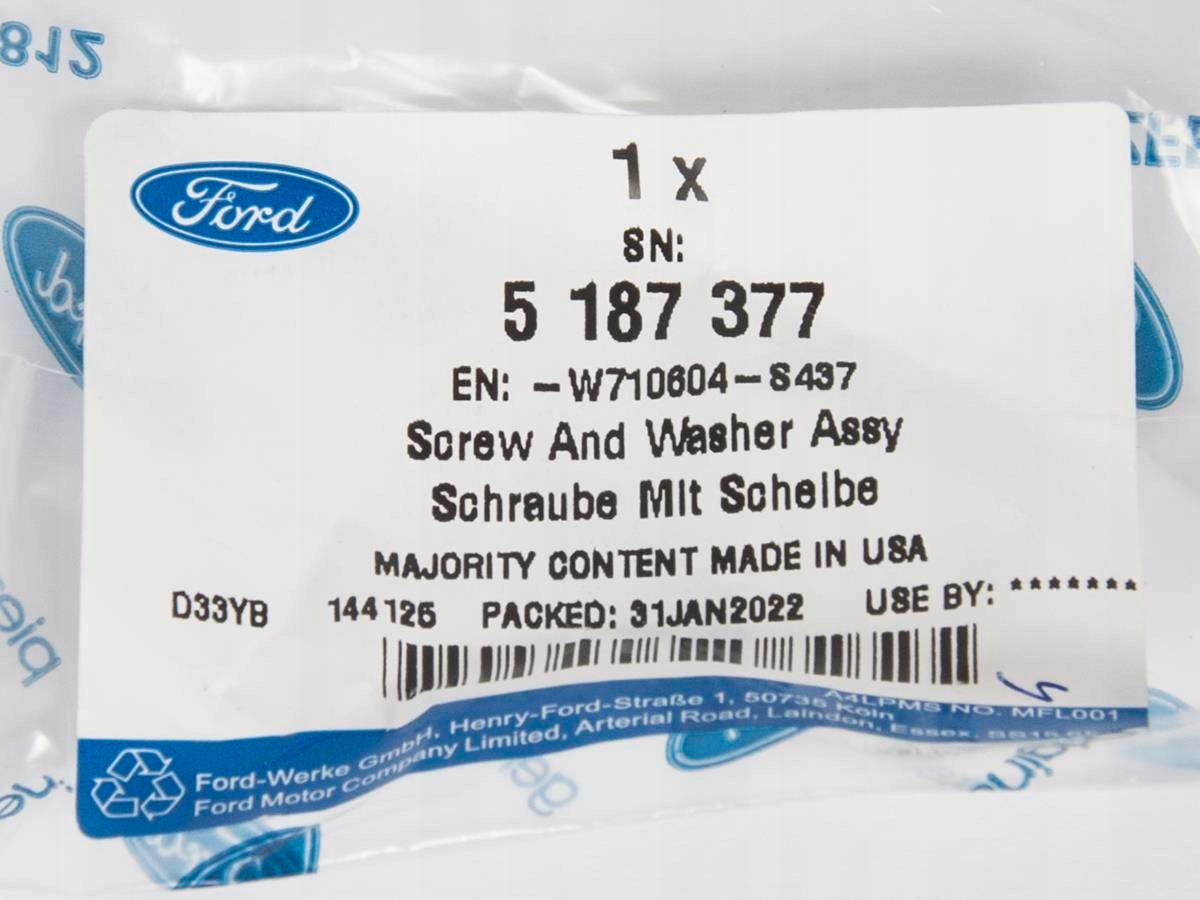 Ford
1 x
SN:
5 187 377
EN: -W710604-S437
Screw And Washer Assy
Schraube Mit Scheibe
MAJORITY CONTENT MADE IN USA
D33YB 144125 PACKED: 31JAN2022 USE BY: *******
A4LPMS NO. MFL001
Ford-Werke GmbH, Henry-Ford-Straße 1, 50735 Köln
Ford Motor Company Limited, Arterial Road, Laindon, Essex,
812
Ford